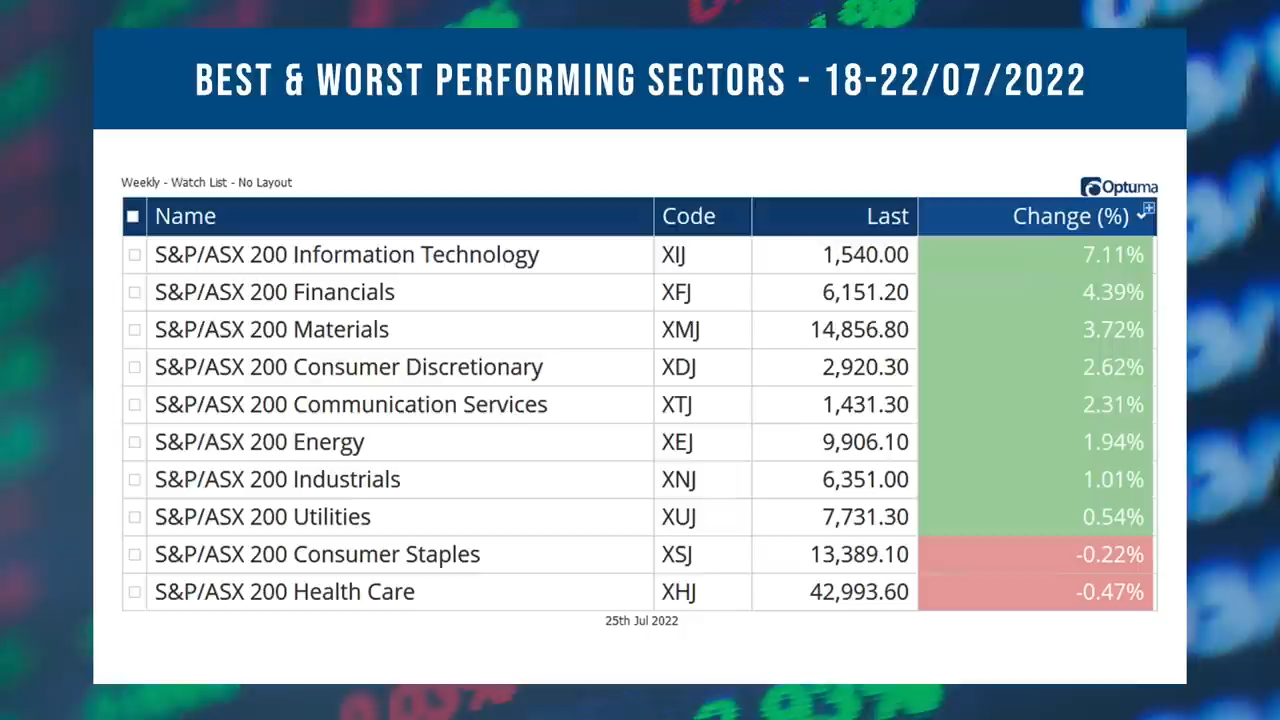 BEST & WORST PERFORMING SECTORS - 18-22/07/2022
Weekly - Watch List - No Layout
Optuma
Name Code Last Change (%)
S&P/ASX 200 Information Technology XIJ 1,540.00 7.11%
S&P/ASX 200 Financials XFJ 6,151.20 4.39%
S&P/ASX 200 Materials XMJ 14,856.80 3.72%
S&P/ASX 200 Consumer Discretionary XDJ 2,920.30 2.62%
S&P/ASX 200 Communication Services XTJ 1,431.30 2.31%
S&P/ASX 200 Energy XEJ 9,906.10 1.94%
S&P/ASX 200 Industrials XNJ 6,351.00 1.01%
S&P/ASX 200 Utilities XUJ 7,731.30 0.54%
S&P/ASX 200 Consumer Staples XSJ 13,389.10 -0.22%
S&P/ASX 200 Health Care XHJ 42,993.60 -0.47%
25th Jul 2022